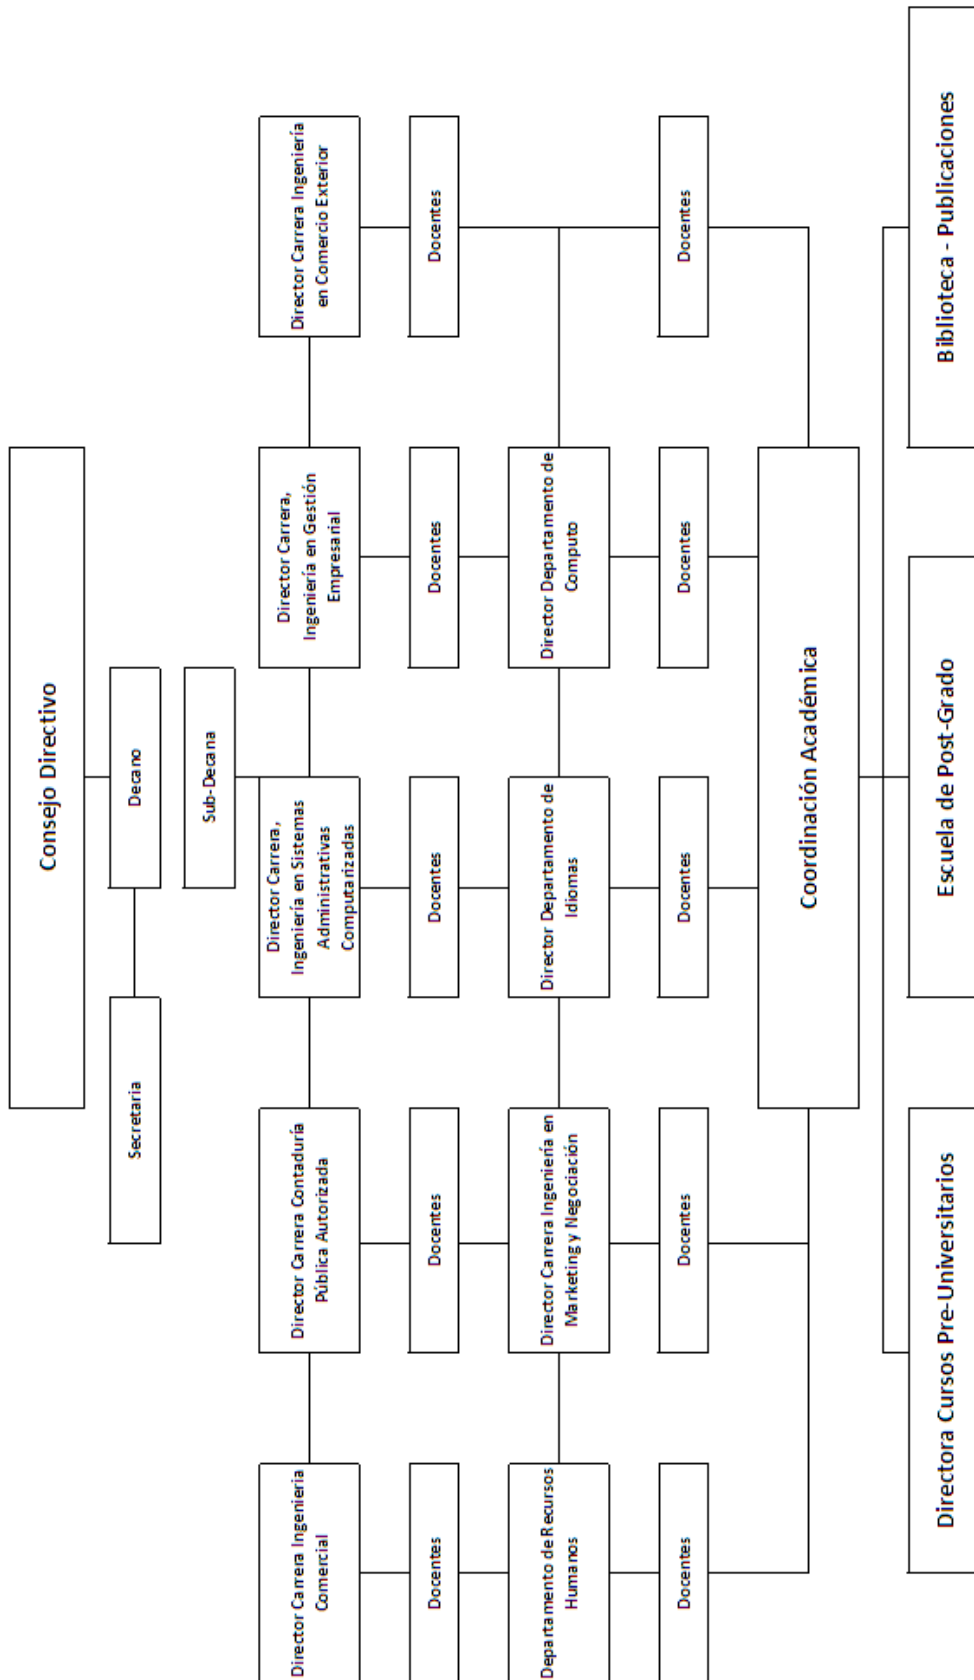 Consejo Directivo
Secretaria
Decano
Sub-Decana
Director Carrera Ingenieria
Comercial
Director Carrera Contaduría
Pública Autorizada
Director Carrera,
Ingeniería en Sistemas
Administrativas
Computarizadas
Director Carrera,
Ingeniería en Gestión
Empresarial
Director Carrera Ingeniería
en Comercio Exterior
Docentes
Docentes
Docentes
Docentes
Docentes
Departamento de Recursos
Humanos
Director Carrera Ingeniería en
Marketing y Negociación
Director Departamento de
Idiomas
Director Departamento de
Computo
Docentes
Docentes
Docentes
Docentes
Docentes
Coordinación Académica
Directora Cursos Pre-Universitarios
Escuela de Post-Grado
Biblioteca - Publicaciones